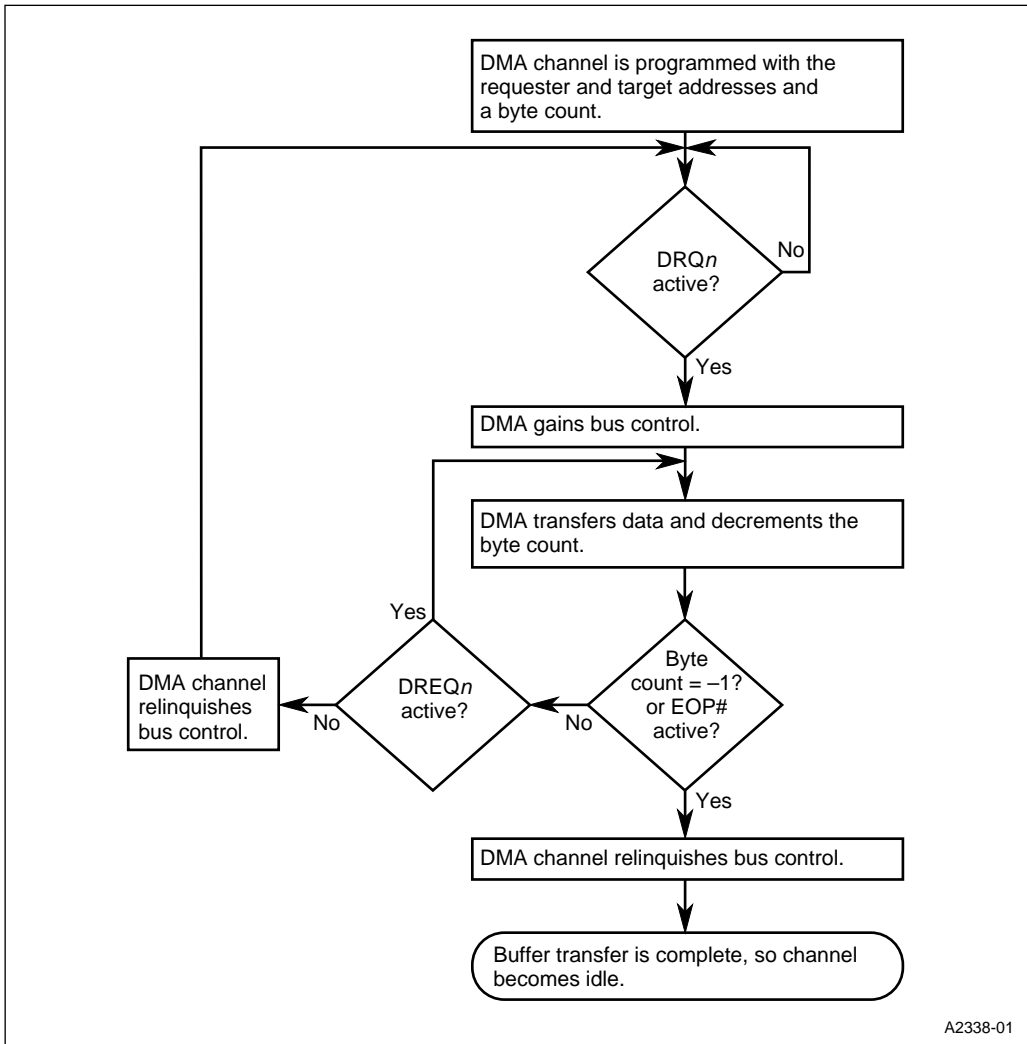 DMA channel is programmed with the
requester and target addresses and
a byte count.
DRQn
active?
No
Yes
DMA gains bus control.
DMA transfers data and decrements the
byte count.
Yes
DMA channel
relinquishes
bus control.
No
DREQn
active?
No
Byte
count = –1?
or EOP#
active?
Yes
DMA channel relinquishes bus control.
Buffer transfer is complete, so channel
becomes idle.
A2338-01